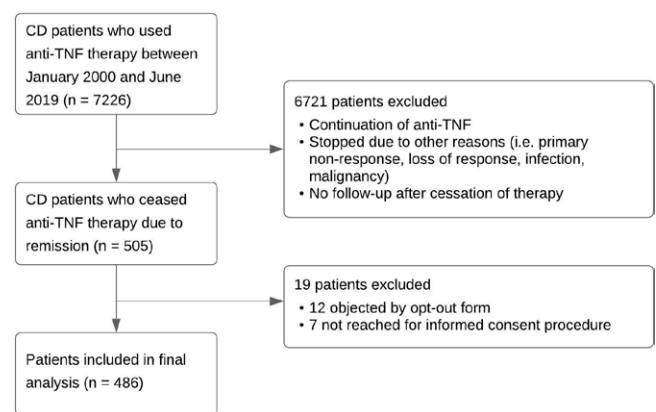 CD patients who used
anti-TNF therapy between
January 2000 and June
2019 (n = 7226)
6721 patients excluded
• Continuation of anti-TNF
• Stopped due to other reasons (i.e. primary
non-response, loss of response, infection,
malignancy)
• No follow-up after cessation of therapy
CD patients who ceased
anti-TNF therapy due to
remission (n = 505)
19 patients excluded
• 12 objected by opt-out form
• 7 not reached for informed consent procedure
Patients included in final
analysis (n = 486)